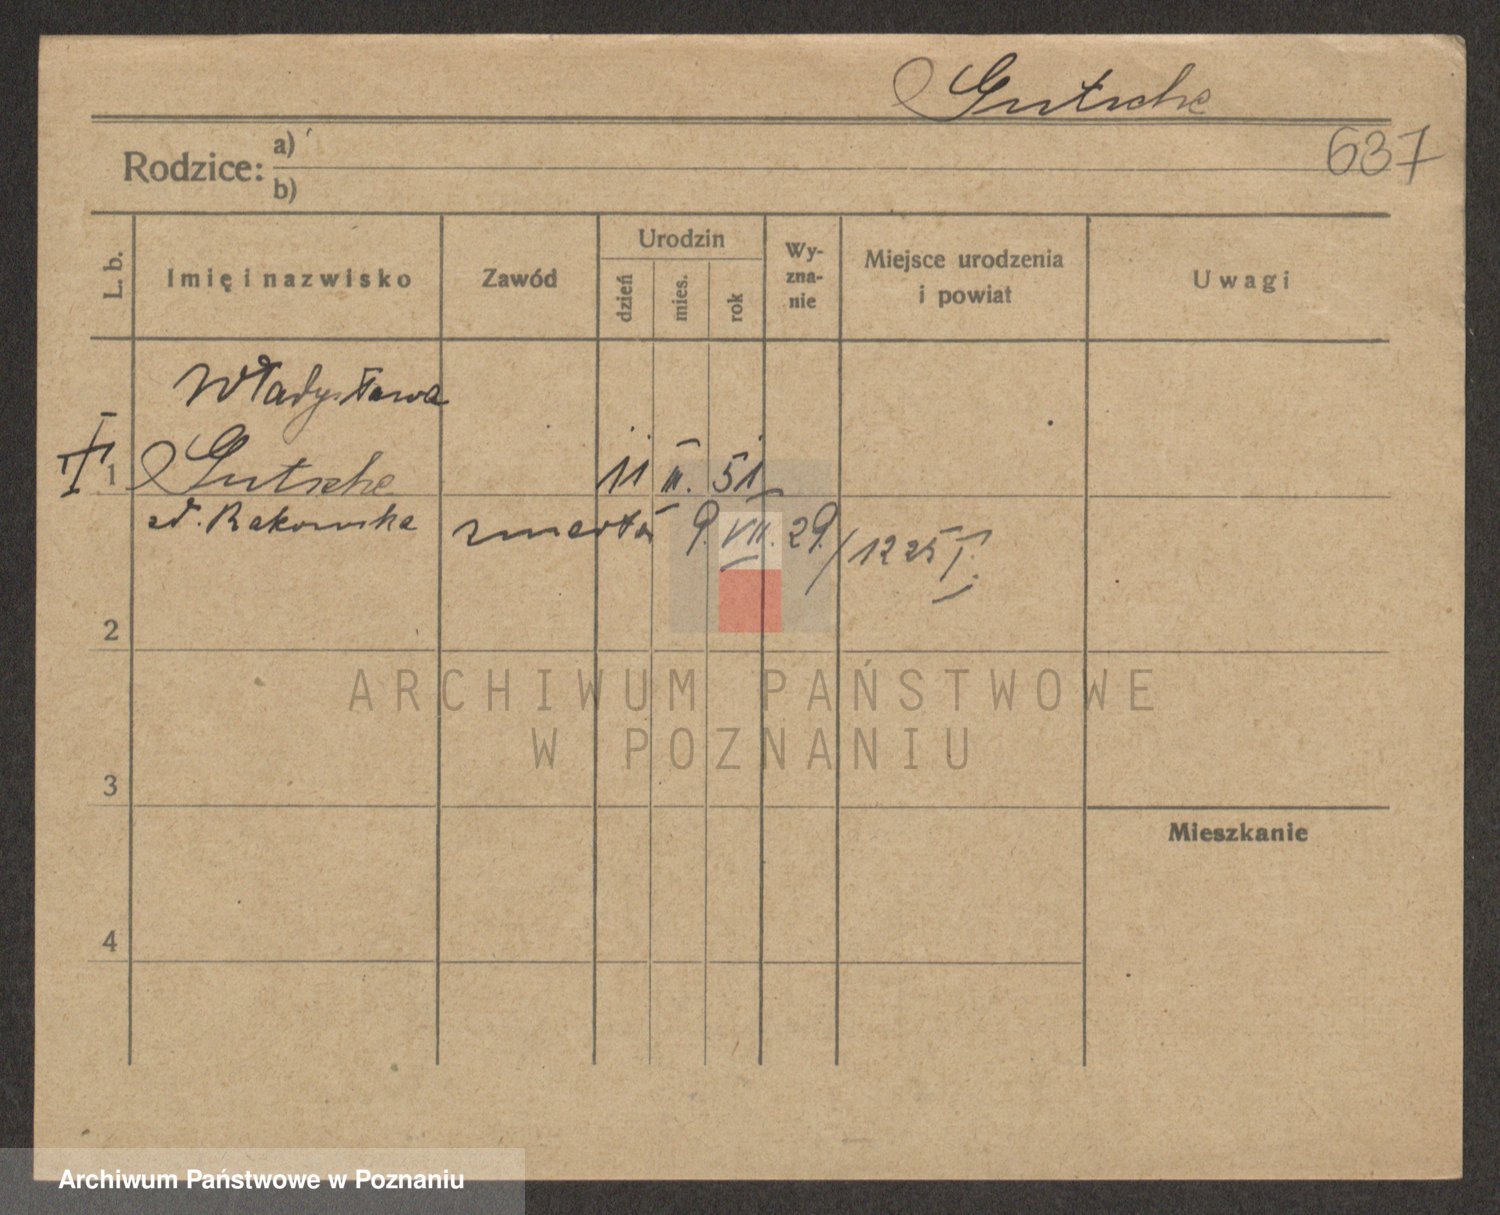 Gutsche
637
Rodzice: a)
b)
L. b. Imię i nazwisko Zawód Urodzin dzień mies. rok Wy-zna-nie Miejsce urodzenia i powiat Uwagi
Władysława
1 Gutsche 11 III. 51
zd. Rakowska zmarła 9. VII. 29. / 1225 I.
2
3
Mieszkanie
4
ARCHIWUM PAŃSTWOWE
W POZNANIU
Archiwum Państwowe w Poznaniu